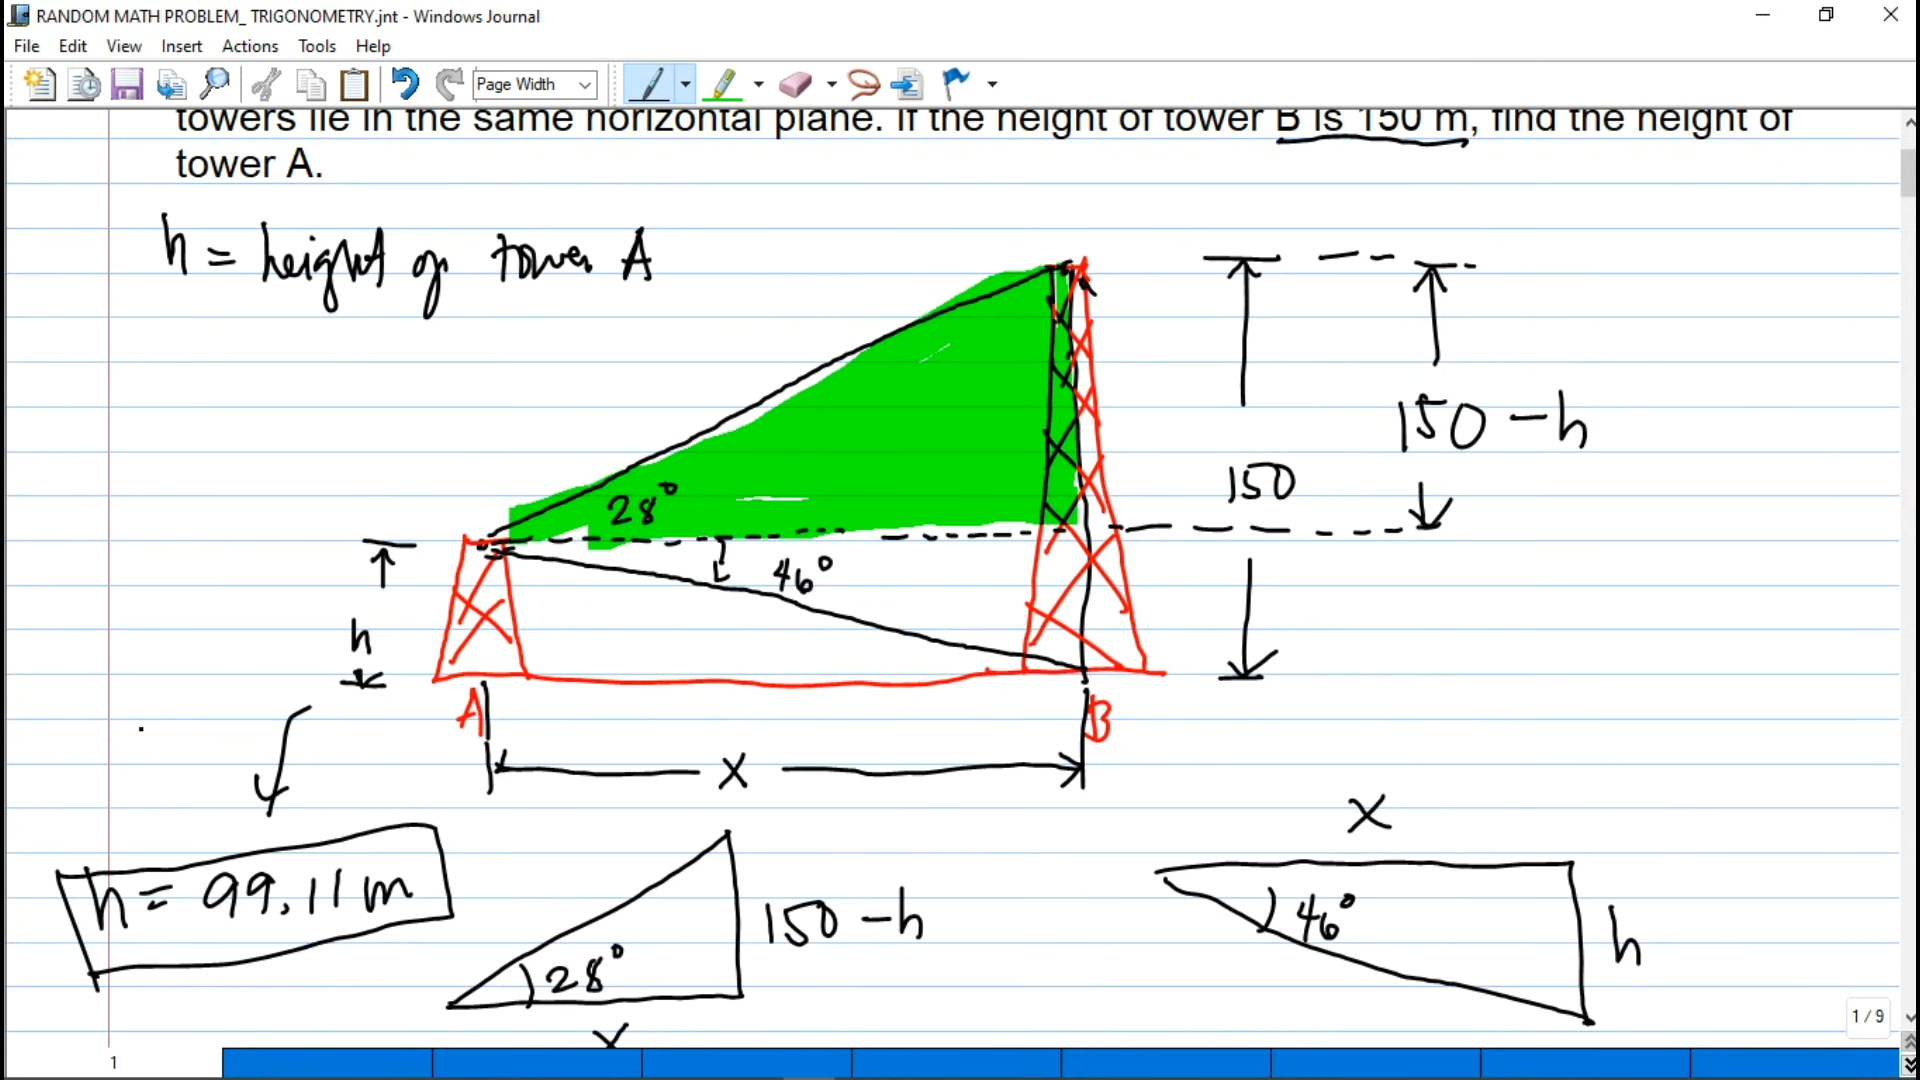 RANDOM MATH PROBLEM_ TRIGONOMETRY.jnt - Windows Journal
File Edit View Insert Actions Tools Help
Page Width
towers lie in the same horizontal plane. If the height of tower B is 150 m, find the height of
tower A.
h = height of tower A
150 - h
150
28°
46°
h
A
B
x
x
h = 99.11 m
150 - h
46°
h
28°
x
1 / 9
1